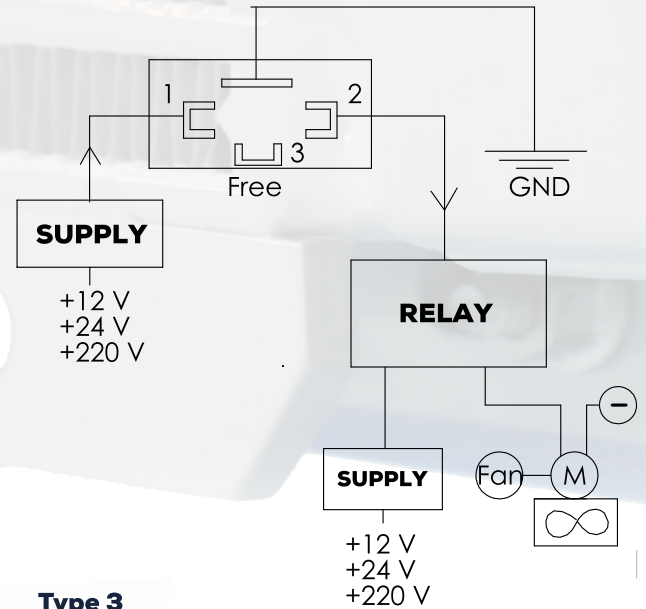 1
2
3
Free
GND
SUPPLY
+12 V
+24 V
+220 V
RELAY
SUPPLY
+12 V
+24 V
+220 V
Fan
M
−
Type 3